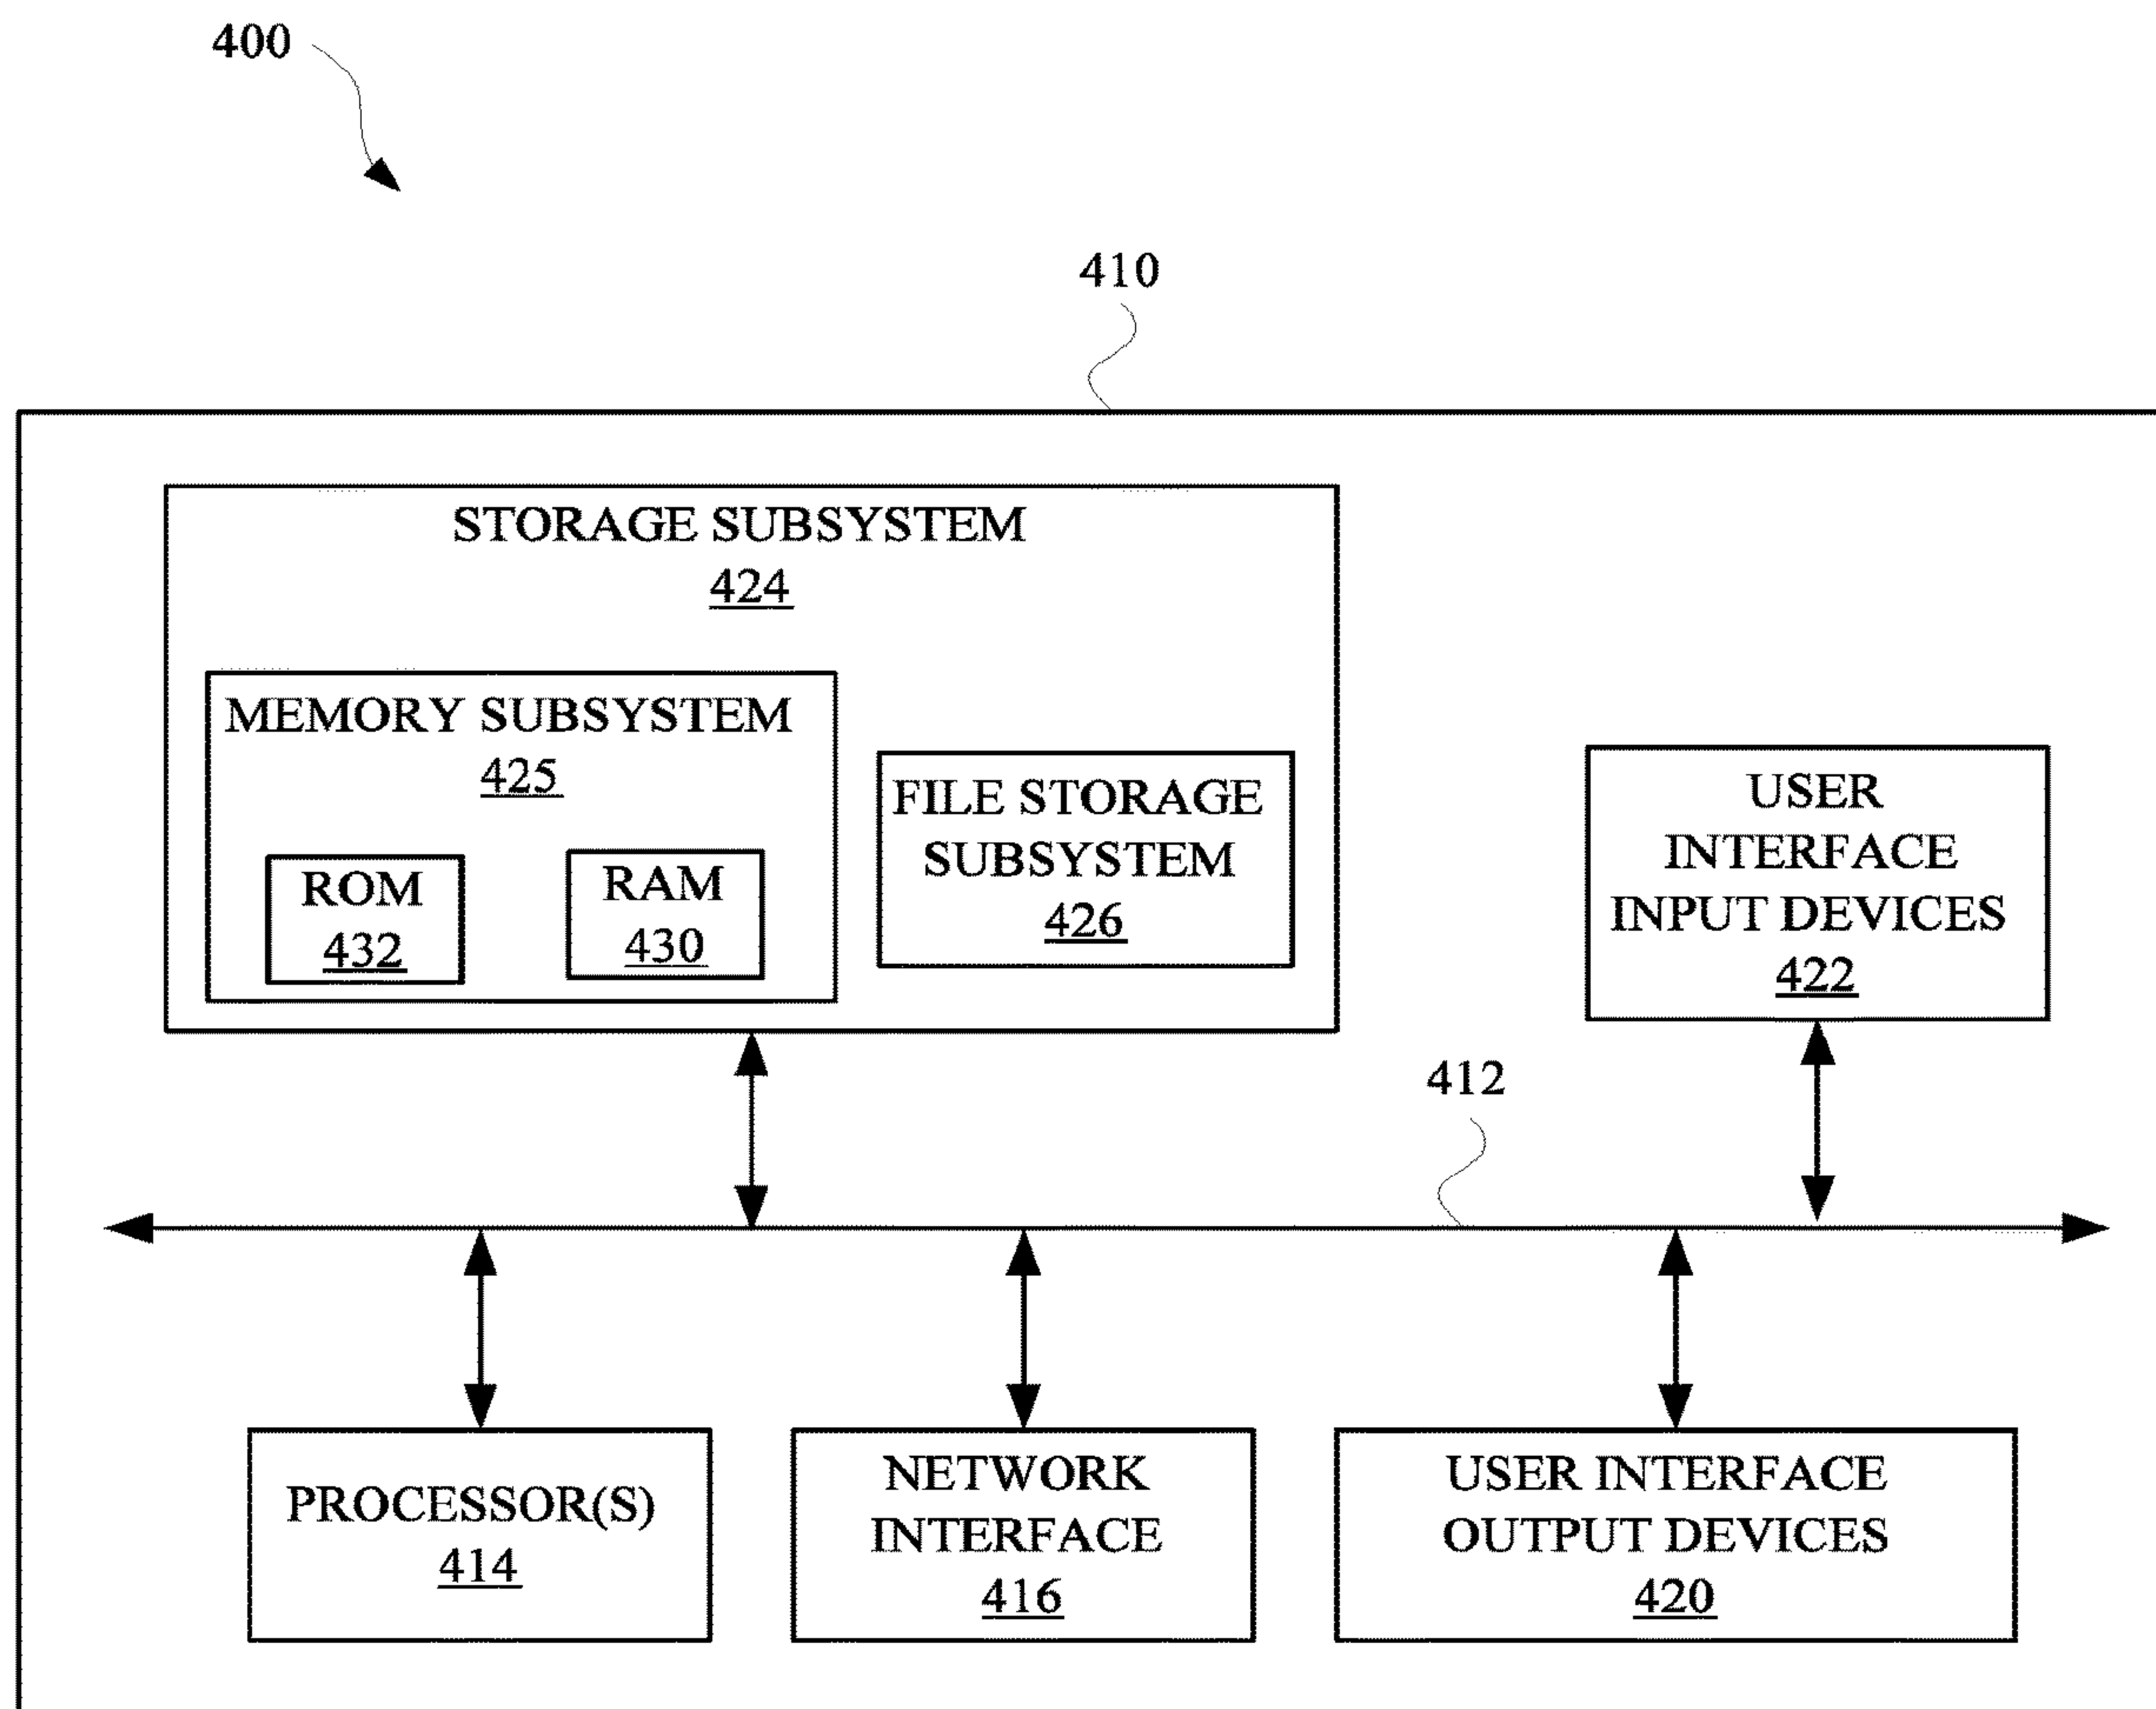 400
410
STORAGE SUBSYSTEM
424
MEMORY SUBSYSTEM
425
ROM
432
RAM
430
FILE STORAGE
SUBSYSTEM
426
USER
INTERFACE
INPUT DEVICES
422
412
PROCESSOR(S)
414
NETWORK
INTERFACE
416
USER INTERFACE
OUTPUT DEVICES
420